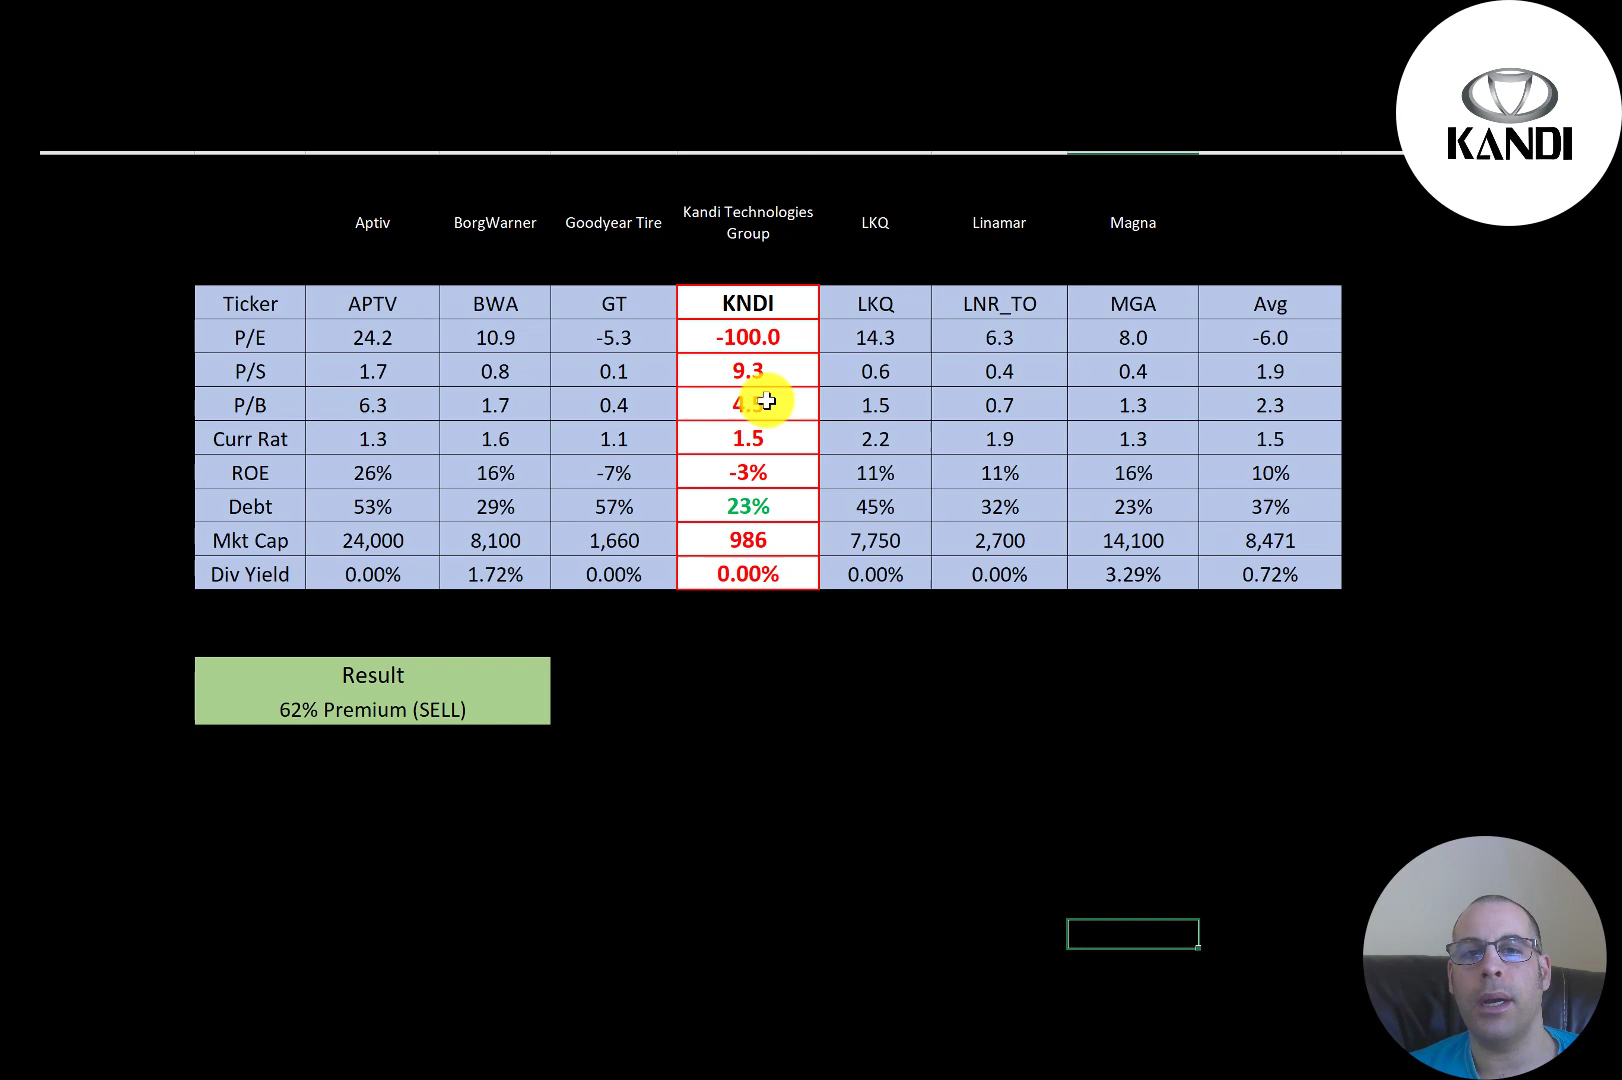 KANDI
Aptiv BorgWarner Goodyear Tire Kandi Technologies Group LKQ Linamar Magna
Ticker APTV BWA GT KNDI LKQ LNR_TO MGA Avg
P/E 24.2 10.9 -5.3 -100.0 14.3 6.3 8.0 -6.0
P/S 1.7 0.8 0.1 9.3 0.6 0.4 0.4 1.9
P/B 6.3 1.7 0.4 1.5 0.7 1.3 2.3
Curr Rat 1.3 1.6 1.1 1.5 2.2 1.9 1.3 1.5
ROE 26% 16% -7% -3% 11% 11% 16% 10%
Debt 53% 29% 57% 23% 45% 32% 23% 37%
Mkt Cap 24,000 8,100 1,660 986 7,750 2,700 14,100 8,471
Div Yield 0.00% 1.72% 0.00% 0.00% 0.00% 0.00% 3.29% 0.72%
Result
62% Premium (SELL)